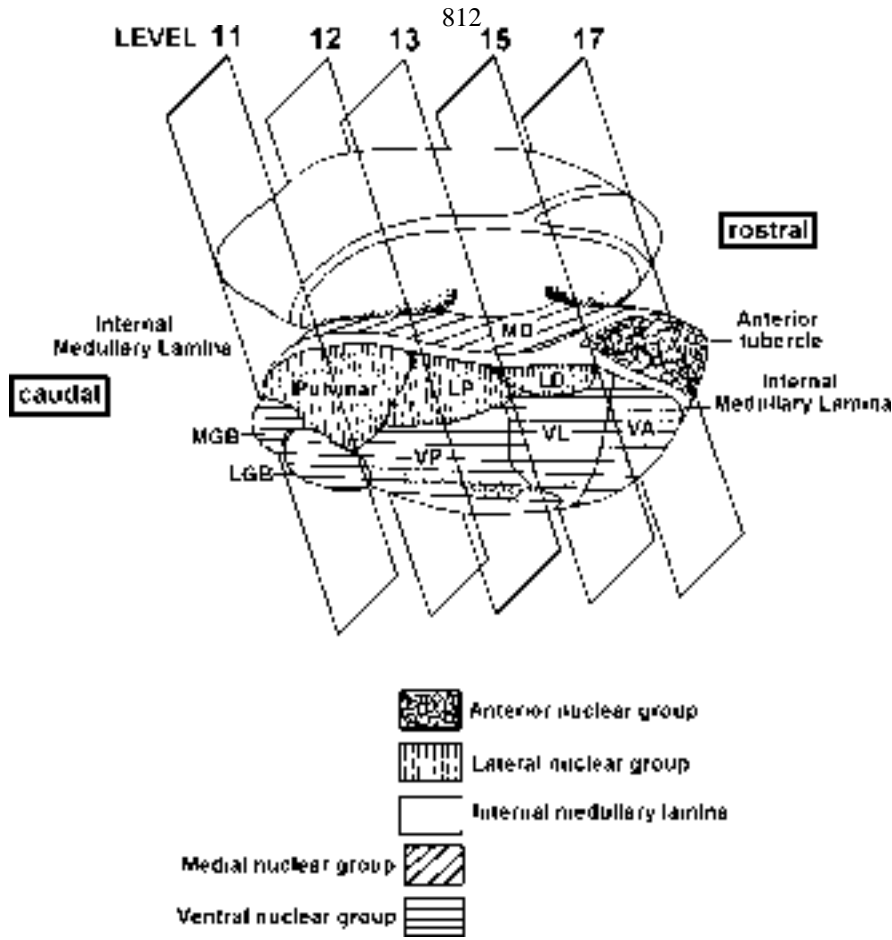 812
LEVEL 11 12 13 15 17
rostral
Internal
Medullary Lamina
MD
Anterior
tubercle
caudal
Pulvinar
LP
LD
Internal
Medullary Lamina
MGB
VL
VA
LGB
VP
Anterior nuclear group
Lateral nuclear group
Internal medullary lamina
Medial nuclear group
Ventral nuclear group